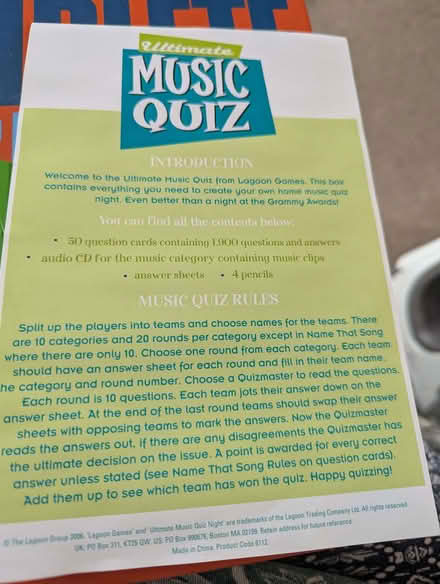 Ultimate
MUSIC
QUIZ
INTRODUCTION
Welcome to the Ultimate Music Quiz from Lagoon Games. This box
contains everything you need to create your own home music quiz
night. Even better than a night at the Grammy Awards!
You can find all the contents below:
• 50 question cards containing 1,900 questions and answers
• audio CD for the music category containing music clips
• answer sheets • 4 pencils
MUSIC QUIZ RULES
Split up the players into teams and choose names for the teams. There
are 10 categories and 20 rounds per category except in Name That Song
where there are only 10. Choose one round from each category. Each team
should have an answer sheet for each round and fill in their team name,
the category and round number. Choose a Quizmaster to read the questions.
Each round is 10 questions. Each team jots their answer down on the
answer sheet. At the end of the last round teams should swap their answer
sheets with opposing teams to mark the answers. Now the Quizmaster
reads the answers out, if there are any disagreements the Quizmaster has
the ultimate decision on the issue. A point is awarded for every correct
answer unless stated (see Name That Song Rules on question cards).
Add them up to see which team has won the quiz. Happy quizzing!
© The Lagoon Group 2006. 'Lagoon Games' and 'Ultimate Music Quiz Night' are trademarks of the Lagoon Trading Company Ltd. All rights reserved.
UK: PO Box 311, KT2 5QW. US: PO Box 990676, Boston MA 02199. Retain address for future reference
Made in China. Product Code 6112.